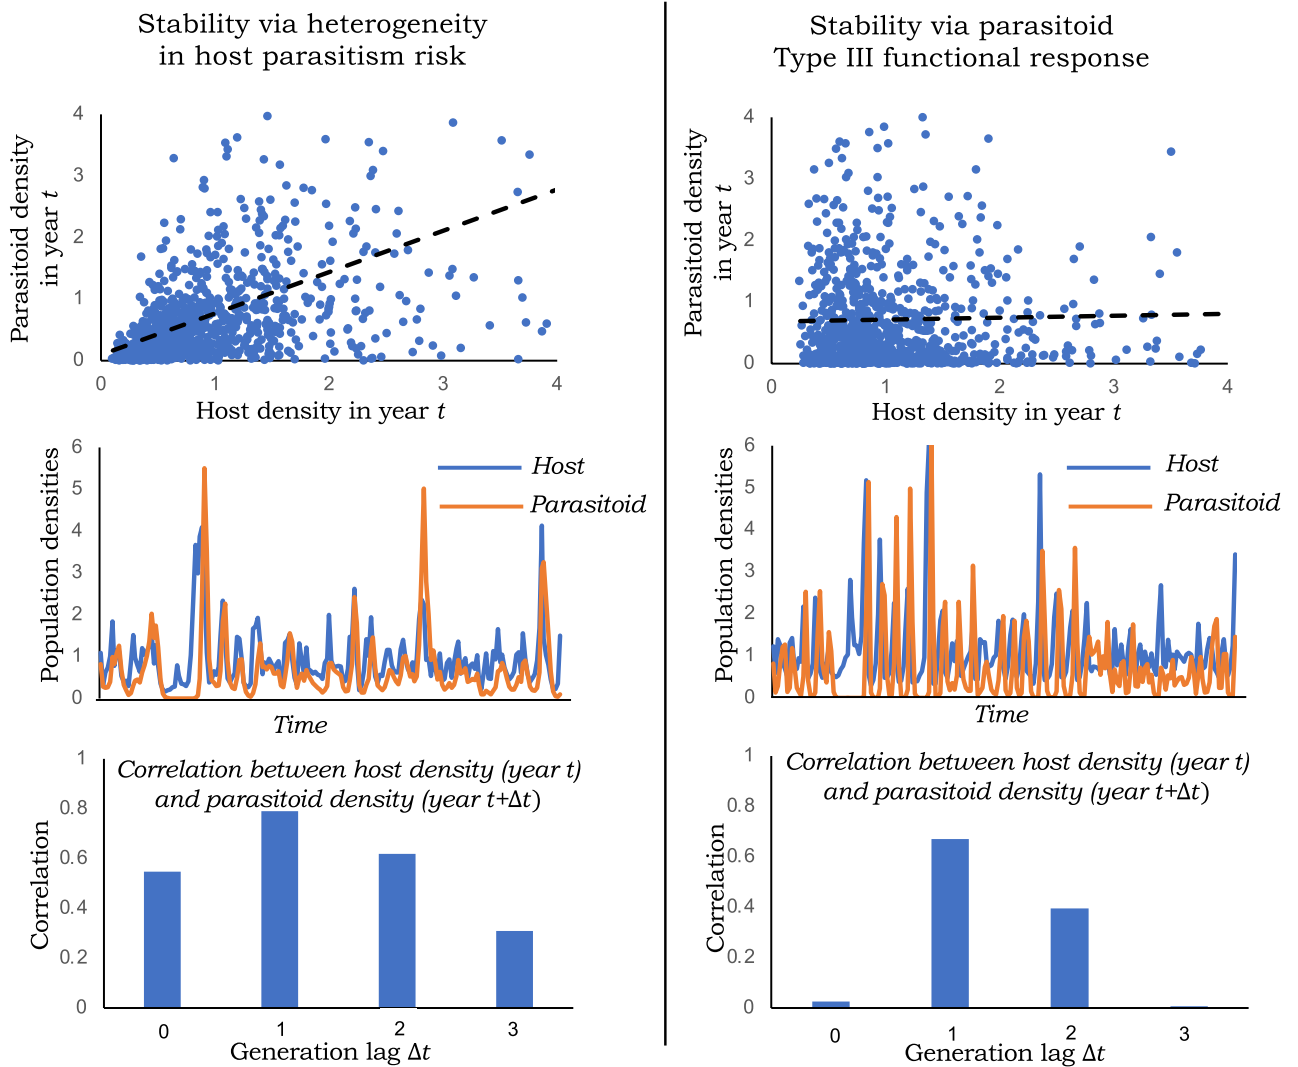 Stability via heterogeneity
in host parasitism risk
Parasitoid density
in year t
4
3
2
1
0
0 1 2 3 4
Host density in year t
Population densities
6
5
4
3
2
1
0
Host
Parasitoid
Time
Correlation between host density (year t)
and parasitoid density (year t+Δt)
Correlation
1
0.8
0.6
0.4
0.2
0
0 1 2 3
Generation lag Δt
Stability via parasitoid
Type III functional response
Parasitoid density
in year t
4
3
2
1
0
0 1 2 3 4
Host density in year t
Population densities
6
5
4
3
2
1
0
Host
Parasitoid
Time
Correlation between host density (year t)
and parasitoid density (year t+Δt)
Correlation
1
0.8
0.6
0.4
0.2
0
0 1 2 3
Generation lag Δt